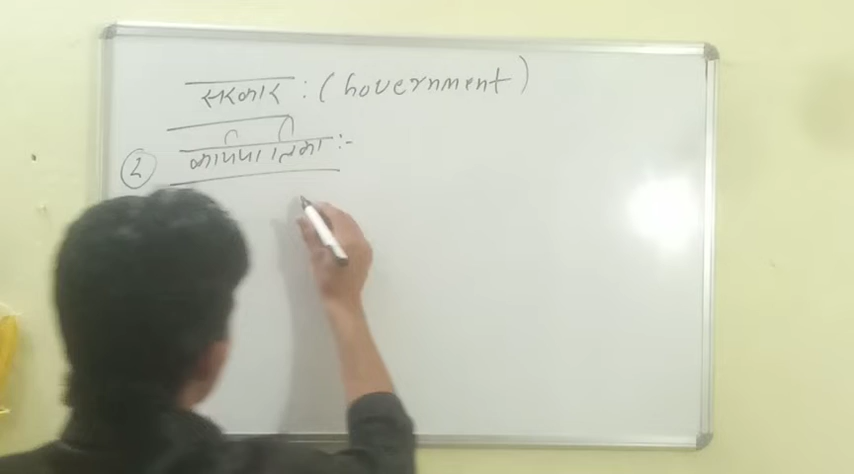 सरकार : (Government)
② कार्यपालिका :-